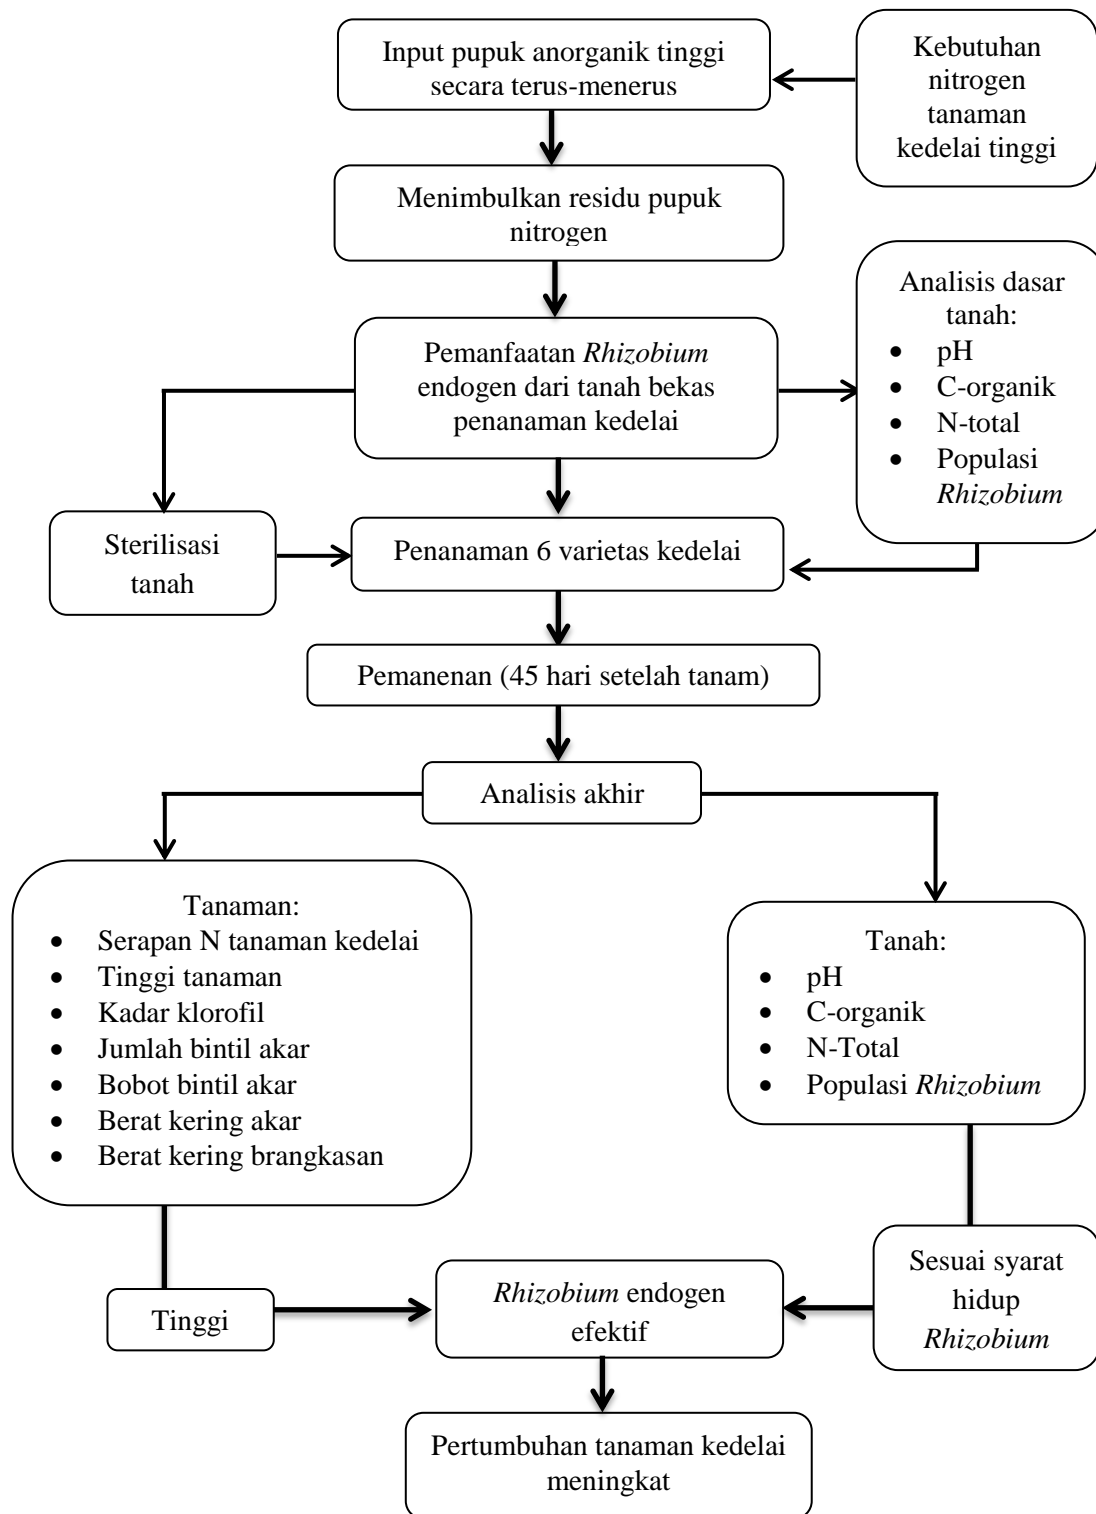 Input pupuk anorganik tinggi
secara terus-menerus
Kebutuhan
nitrogen
tanaman
kedelai tinggi
Menimbulkan residu pupuk
nitrogen
Pemanfaatan Rhizobium
endogen dari tanah bekas
penanaman kedelai
Analisis dasar
tanah:
• pH
• C-organik
• N-total
• Populasi
Rhizobium
Sterilisasi
tanah
Penanaman 6 varietas kedelai
Pemanenan (45 hari setelah tanam)
Analisis akhir
Tanaman:
• Serapan N tanaman kedelai
• Tinggi tanaman
• Kadar klorofil
• Jumlah bintil akar
• Bobot bintil akar
• Berat kering akar
• Berat kering brangkasan
Tanah:
• pH
• C-organik
• N-Total
• Populasi Rhizobium
Tinggi
Rhizobium endogen
efektif
Sesuai syarat
hidup
Rhizobium
Pertumbuhan tanaman kedelai
meningkat